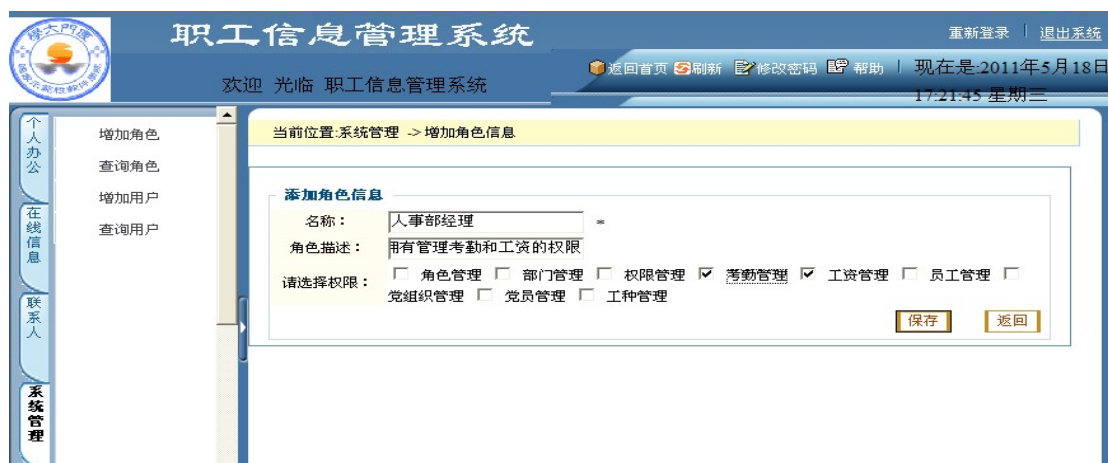 职工信息管理系统
重新登录 | 退出系统
欢迎 光临 职工信息管理系统
返回首页 刷新 修改密码 帮助 | 现在是:2011年5月18日
17:21:45 星期三
个人办公
在线信息
联系人
系统管理
增加角色
查询角色
增加用户
查询用户
当前位置:系统管理 ->增加角色信息
添加角色信息
名称： 人事部经理 *
角色描述： 有管理考勤和工资的权限
请选择权限： 角色管理 部门管理 权限管理 考勤管理 工资管理 员工管理
党组织管理 党员管理 工种管理
保存 返回